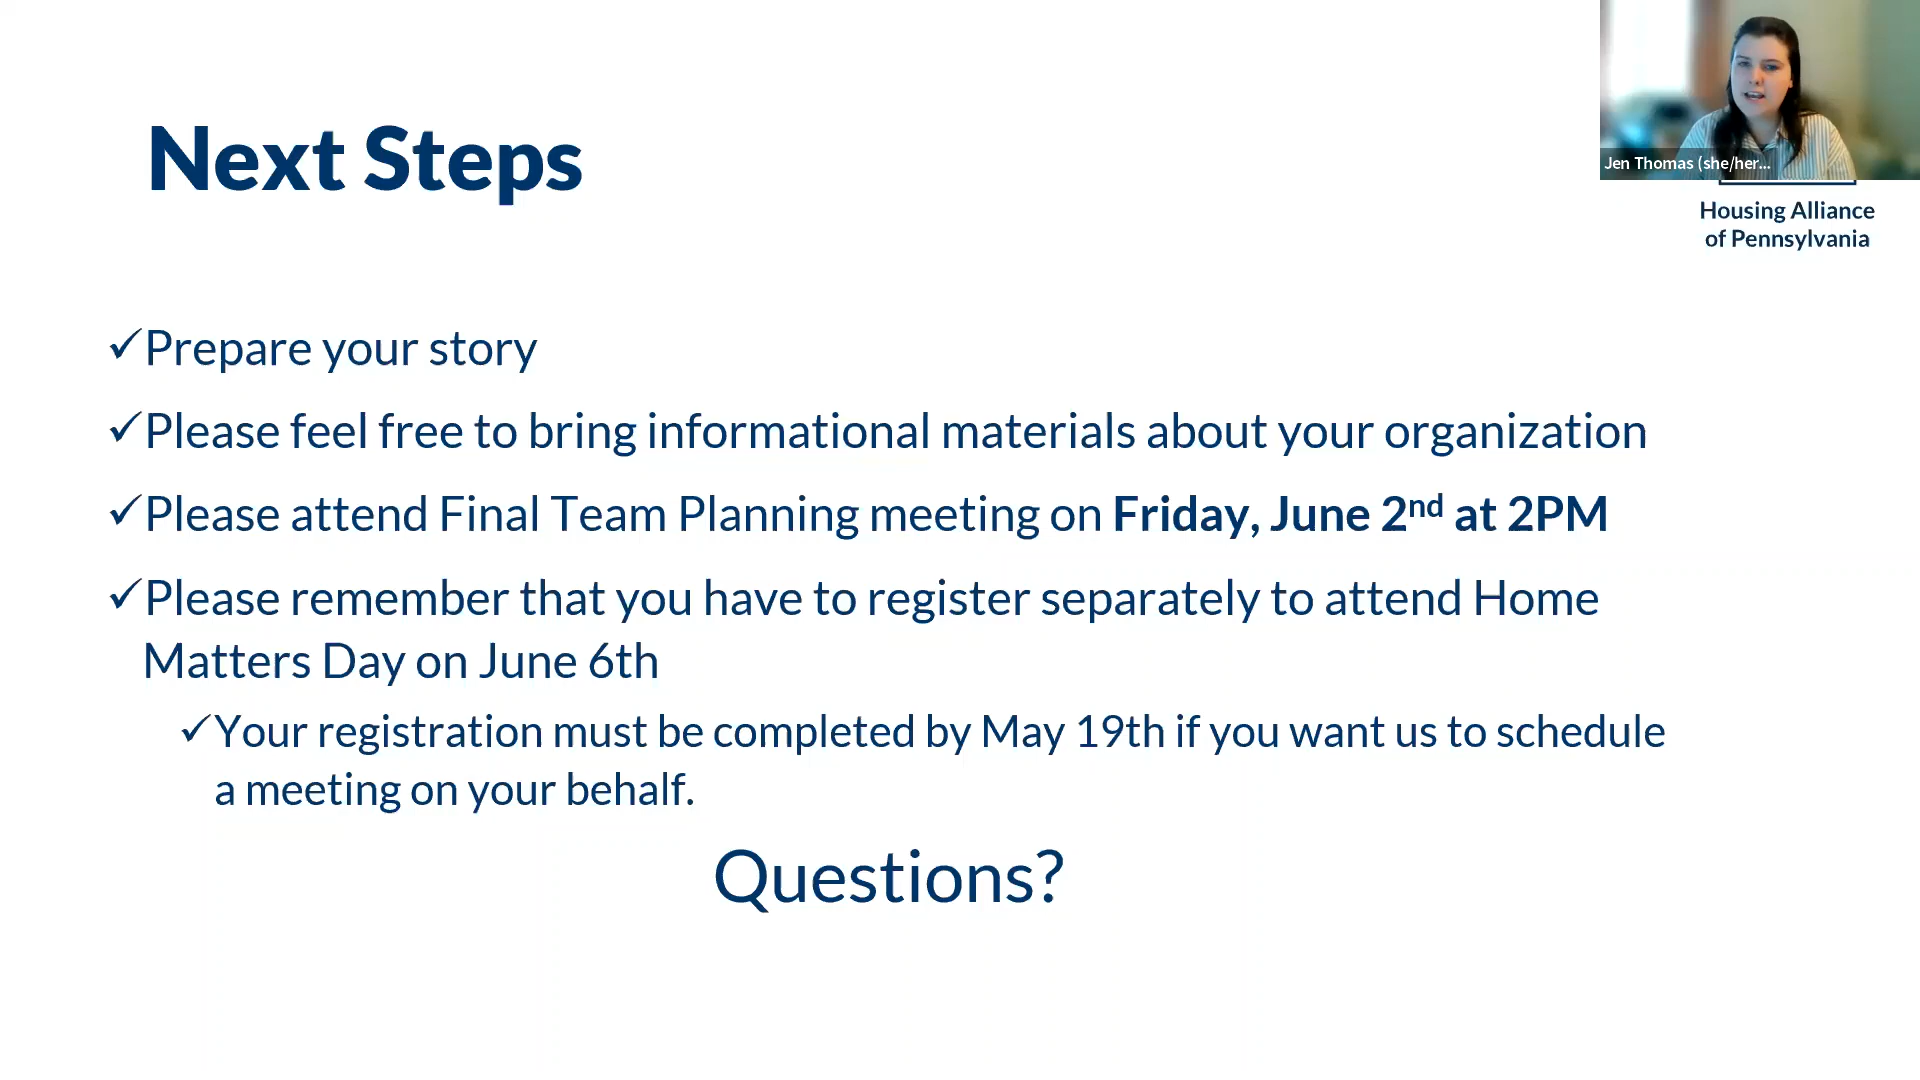 Next Steps
Jen Thomas (she/her...
Housing Alliance
of Pennsylvania
✓Prepare your story
✓Please feel free to bring informational materials about your organization
✓Please attend Final Team Planning meeting on Friday, June 2nd at 2PM
✓Please remember that you have to register separately to attend Home
Matters Day on June 6th
✓Your registration must be completed by May 19th if you want us to schedule
a meeting on your behalf.
Questions?